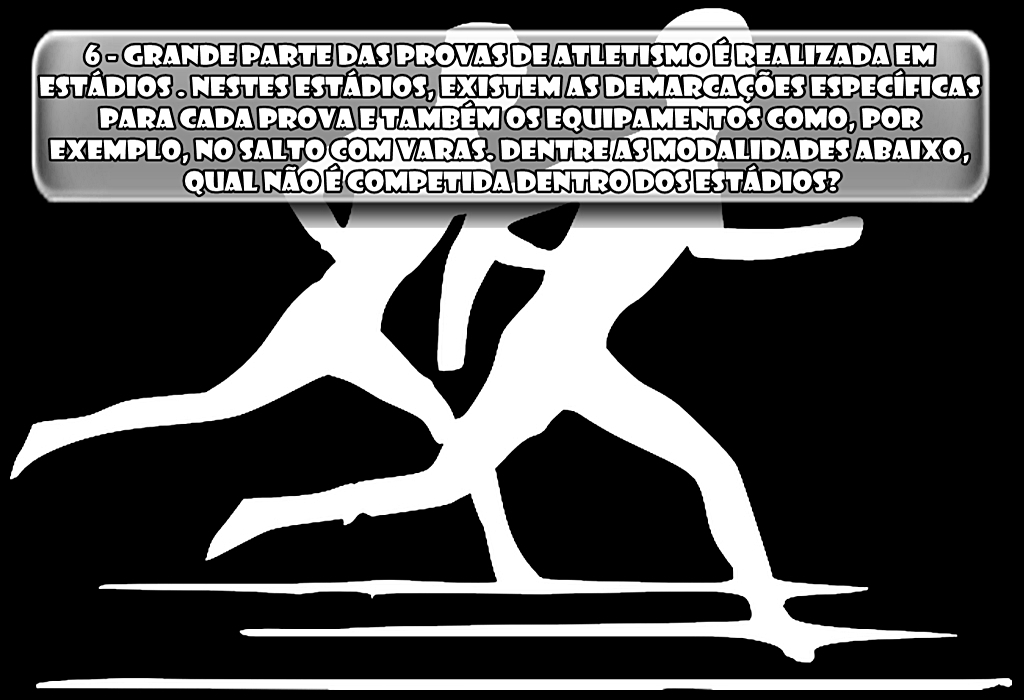 6 - GRANDE PARTE DAS PROVAS DE ATLETISMO É REALIZADA EM
ESTÁDIOS . NESTES ESTÁDIOS, EXISTEM AS DEMARCAÇÕES ESPECÍFICAS
PARA CADA PROVA E TAMBÉM OS EQUIPAMENTOS COMO, POR
EXEMPLO, NO SALTO COM VARAS. DENTRE AS MODALIDADES ABAIXO,
QUAL NÃO É COMPETIDA DENTRO DOS ESTÁDIOS?